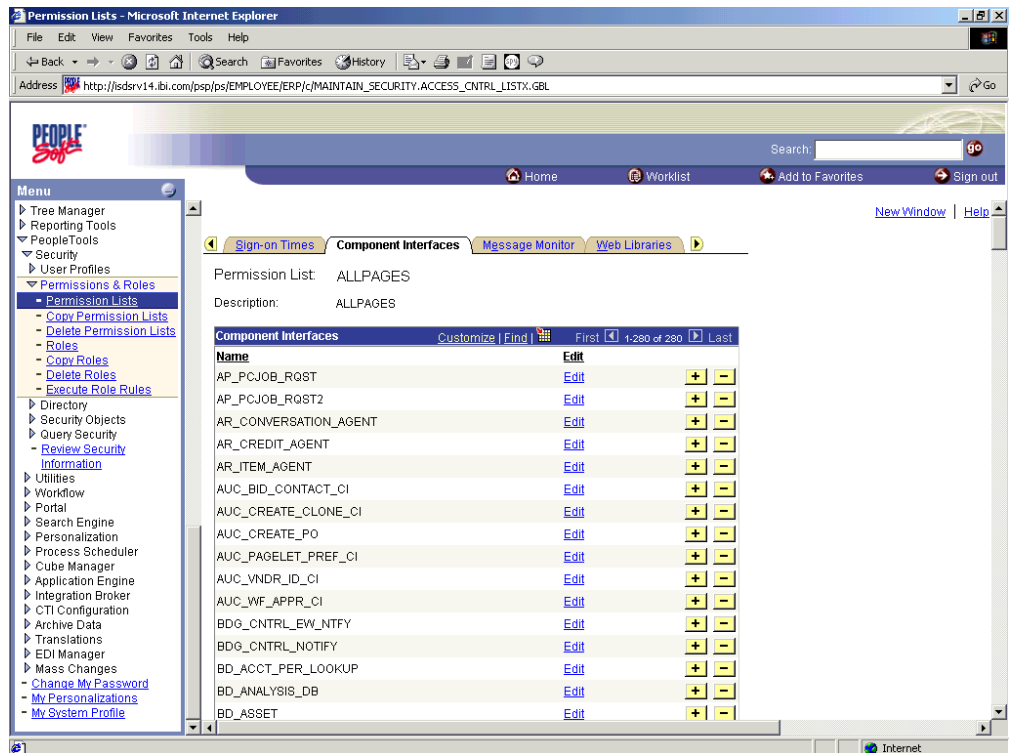 Permission Lists - Microsoft Internet Explorer
File Edit View Favorites Tools Help
Back Search Favorites History
Address http://isdsrv14.ibi.com/psp/ps/EMPLOYEE/ERP/c/MAINTAIN_SECURITY.ACCESS_CNTRL_LISTX.GBL Go
PEOPLE
Soft
Search: go
Home Worklist Add to Favorites Sign out
Menu
Tree Manager
Reporting Tools
PeopleTools
Security
User Profiles
Permissions & Roles
Permission Lists
Copy Permission Lists
Delete Permission Lists
Roles
Copy Roles
Delete Roles
Execute Role Rules
Directory
Security Objects
Query Security
Review Security
Information
Utilities
Workflow
Portal
Search Engine
Personalization
Process Scheduler
Cube Manager
Application Engine
Integration Broker
CTI Configuration
Archive Data
Translations
EDI Manager
Mass Changes
Change My Password
My Personalizations
My System Profile
New Window | Help
Sign-on Times Component Interfaces Message Monitor Web Libraries
Permission List: ALLPAGES
Description: ALLPAGES
Component Interfaces Customize | Find | First 1-280 of 280 Last
Name Edit
AP_PCJOB_RQST Edit + -
AP_PCJOB_RQST2 Edit + -
AR_CONVERSATION_AGENT Edit + -
AR_CREDIT_AGENT Edit + -
AR_ITEM_AGENT Edit + -
AUC_BID_CONTACT_CI Edit + -
AUC_CREATE_CLONE_CI Edit + -
AUC_CREATE_PO Edit + -
AUC_PAGELET_PREF_CI Edit + -
AUC_VNDR_ID_CI Edit + -
AUC_WF_APPR_CI Edit + -
BDG_CNTRL_EW_NTFY Edit + -
BDG_CNTRL_NOTIFY Edit + -
BD_ACCT_PER_LOOKUP Edit + -
BD_ANALYSIS_DB Edit + -
BD_ASSET Edit + -
Internet